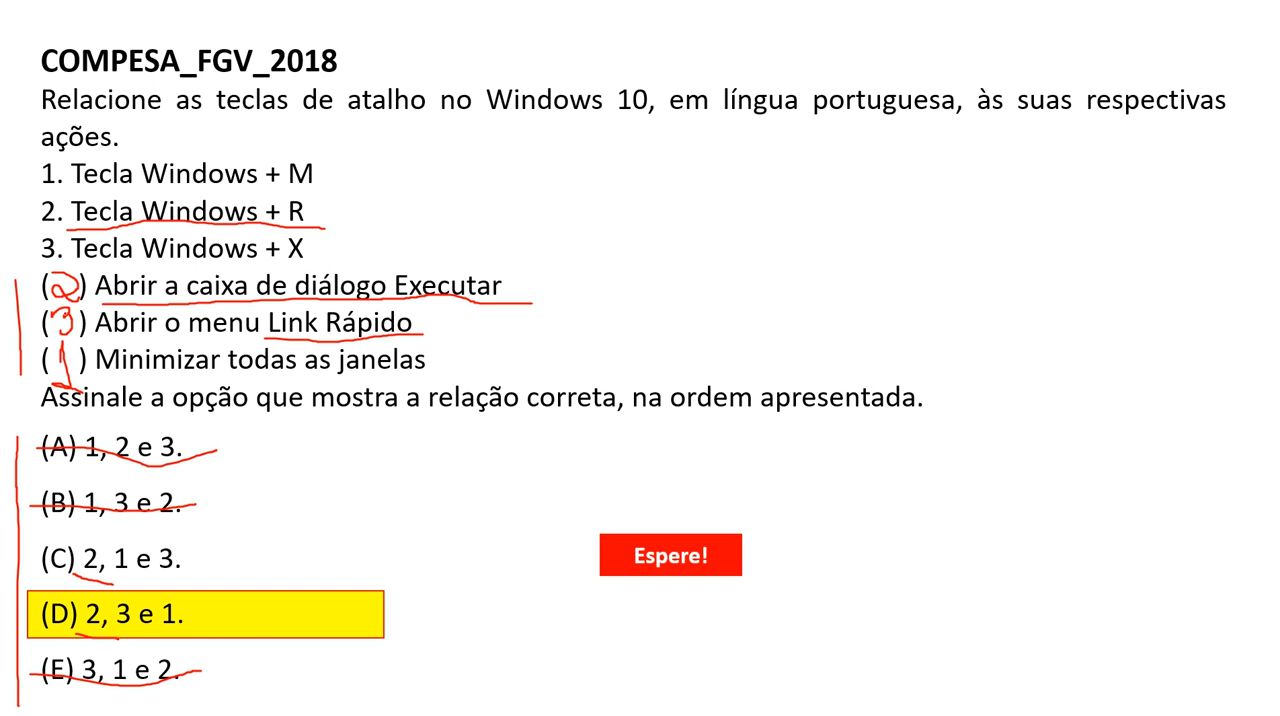 COMPESA_FGV_2018
Relacione as teclas de atalho no Windows 10, em língua portuguesa, às suas respectivas
ações.
1. Tecla Windows + M
2. Tecla Windows + R
3. Tecla Windows + X
(2) Abrir a caixa de diálogo Executar
(3) Abrir o menu Link Rápido
(1) Minimizar todas as janelas
Assinale a opção que mostra a relação correta, na ordem apresentada.
(A) 1, 2 e 3.
(B) 1, 3 e 2.
(C) 2, 1 e 3.
Espere!
(D) 2, 3 e 1.
(E) 3, 1 e 2.